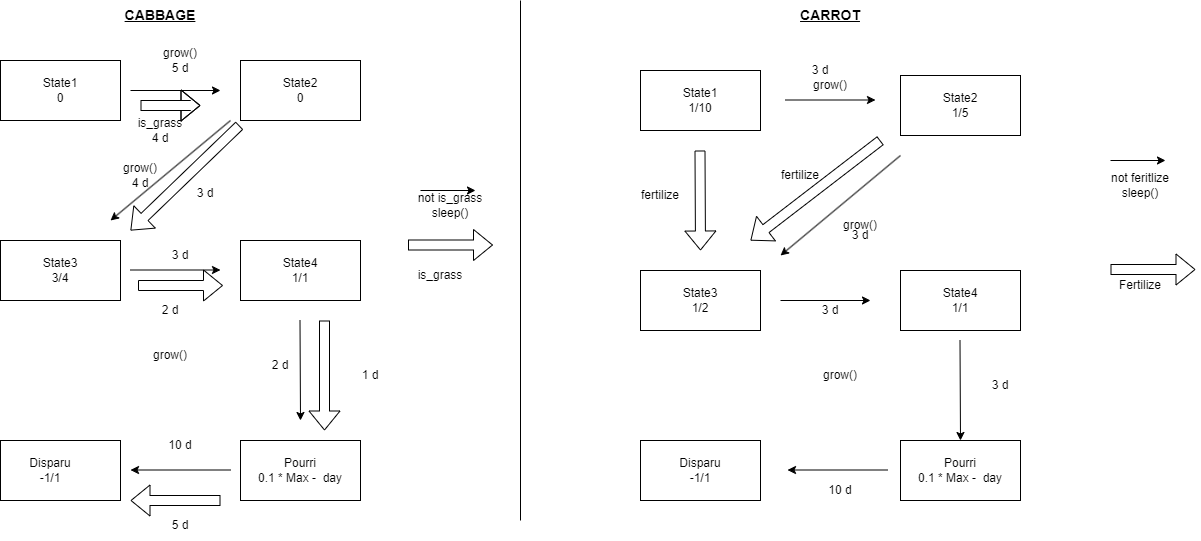 CABBAGE
grow()
5 d
State1
0
State2
0
is_grass
4 d
grow()
4 d
3 d
not is_grass
sleep()
is_grass
State3
3/4
3 d
2 d
State4
1/1
grow()
2 d
1 d
Disparu
-1/1
10 d
5 d
Pourri
0.1 * Max - day
CARROT
State1
1/10
3 d
grow()
State2
1/5
fertilize
fertilize
grow()
3 d
not feritlize
sleep()
Fertilize
State3
1/2
3 d
State4
1/1
grow()
3 d
Disparu
-1/1
10 d
Pourri
0.1 * Max - day